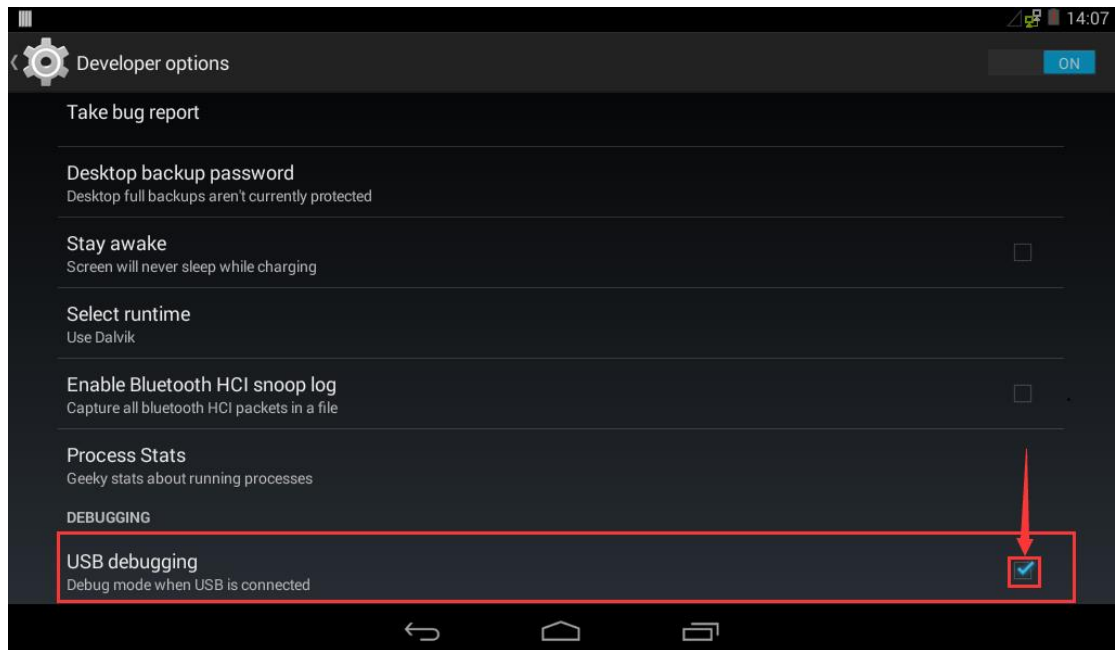 14:07
Developer options
ON
Take bug report
Desktop backup password
Desktop full backups aren't currently protected
Stay awake
Screen will never sleep while charging
Select runtime
Use Dalvik
Enable Bluetooth HCI snoop log
Capture all bluetooth HCI packets in a file
Process Stats
Geeky stats about running processes
DEBUGGING
USB debugging
Debug mode when USB is connected